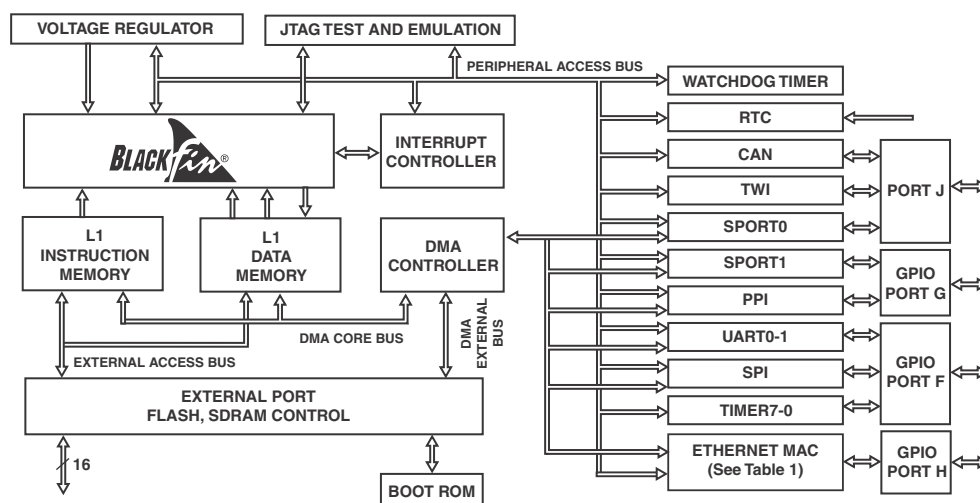 VOLTAGE REGULATOR
JTAG TEST AND EMULATION
PERIPHERAL ACCESS BUS
WATCHDOG TIMER
RTC
BLACKfin®
INTERRUPT
CONTROLLER
CAN
TWI
PORT J
SPORT0
L1
INSTRUCTION
MEMORY
L1
DATA
MEMORY
DMA
CONTROLLER
SPORT1
PPI
GPIO
PORT G
DMA CORE BUS
DMA
EXTERNAL
BUS
EXTERNAL ACCESS BUS
UART0-1
SPI
TIMER7-0
GPIO
PORT F
EXTERNAL PORT
FLASH, SDRAM CONTROL
16
BOOT ROM
ETHERNET MAC
(See Table 1)
GPIO
PORT H